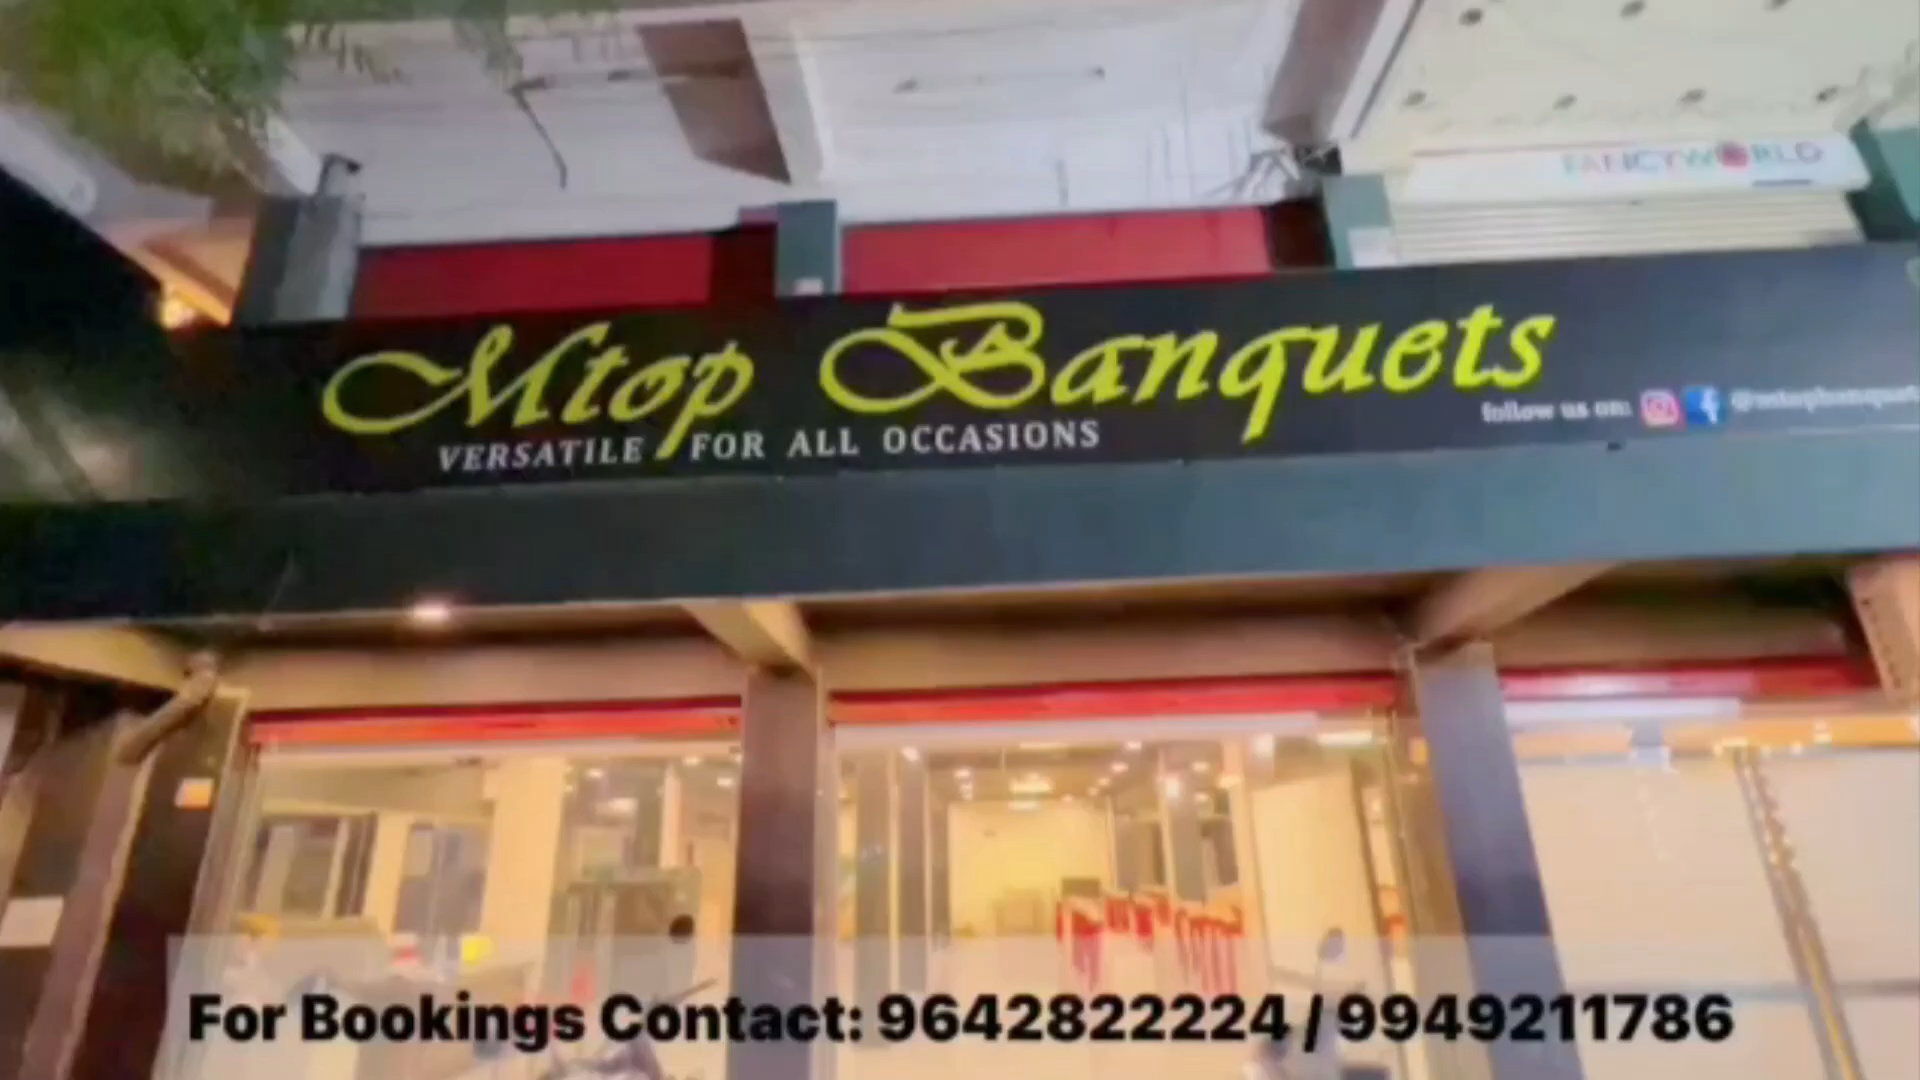 FANCYWORLD
Mtop Banquets
VERSATILE FOR ALL OCCASIONS
follow us on:
For Bookings Contact: 9642822224 / 9949211786